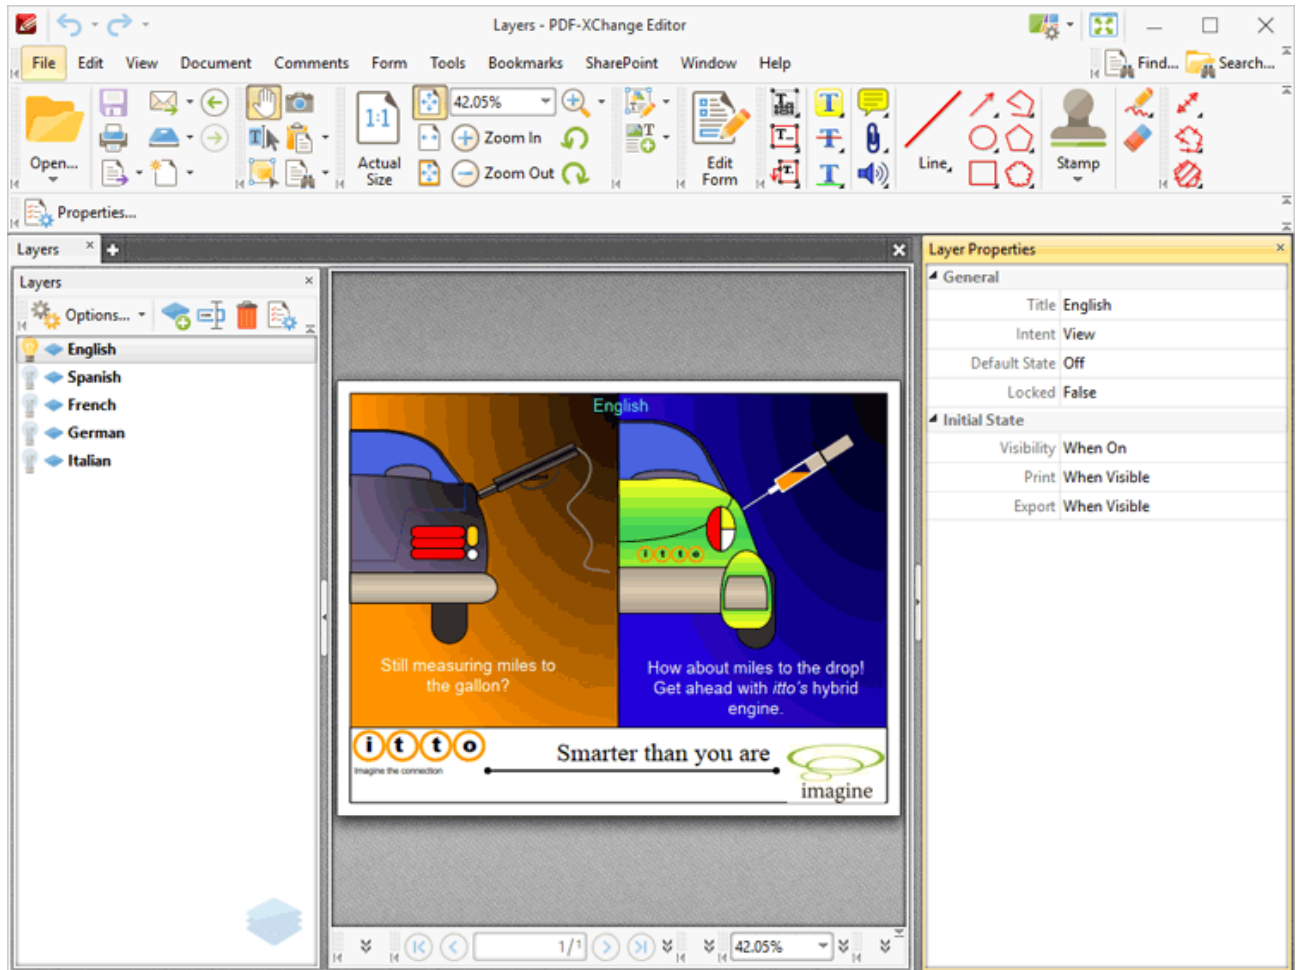 Layers - PDF-XChange Editor
File Edit View Document Comments Form Tools Bookmarks SharePoint Window Help Find... Search...
Open...
1:1
Actual
Size
42.05%
Zoom In
Zoom Out
Edit
Form
Line
Stamp
Properties...
Layers
Layers
Options...
English
Spanish
French
German
Italian
English
itto
Still measuring miles to
the gallon?
How about miles to the drop!
Get ahead with itto's hybrid
engine.
itto
Imagine the connection
Smarter than you are
imagine
1/1
42.05%
Layer Properties
General
Title English
Intent View
Default State Off
Locked False
Initial State
Visibility When On
Print When Visible
Export When Visible